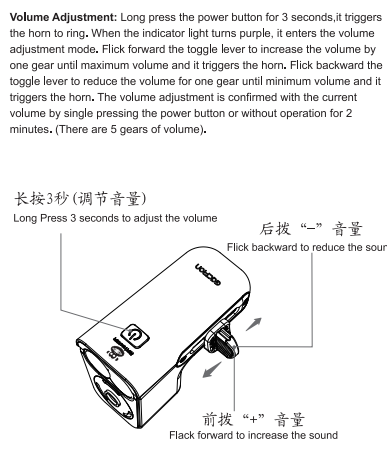 Volume Adjustment: Long press the power button for 3 seconds,it triggers
the horn to ring. When the indicator light turns purple, it enters the volume
adjustment mode. Flick forward the toggle lever to increase the volume by
one gear until maximum volume and it triggers the horn. Flick backward the
toggle lever to reduce the volume for one gear until minimum volume and it
triggers the horn. The volume adjustment is confirmed with the current
volume by single pressing the power button or without operation for 2
minutes. (There are 5 gears of volume).
长按3秒(调节音量)
Long Press 3 seconds to adjust the volume
后拨 “−” 音量
Flick backward to reduce the sour
前拨 “+” 音量
Flack forward to increase the sound